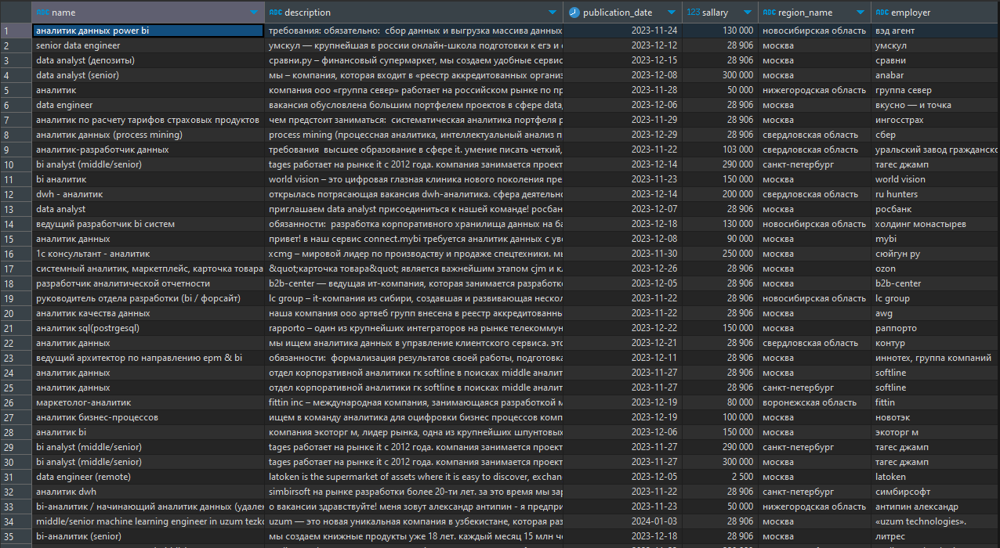 ABC name ABC description publication_date 123 sallary ABC region_name ABC employer
1 аналитик данных power bi требования: обязательно: сбор данных и выгрузка массива данных 2023-11-24 130 000 новосибирская область вэд агент
2 senior data engineer умскул — крупнейшая в россии онлайн-школа подготовки к егэ и о 2023-12-12 28 906 москва умскул
3 data analyst (депозиты) сравни.ру – финансовый супермаркет, мы создаем удобные сервис 2023-12-15 28 906 москва сравни
4 data analyst (senior) мы – компания, которая входит в «реестр аккредитованных организ 2023-12-08 300 000 москва anabar
5 аналитик компания ооо «группа север» работает на российском рынке по пр 2023-11-28 50 000 нижегородская область группа север
6 data engineer вакансия обусловлена большим портфелем проектов в сфере data, 2023-12-06 28 906 москва вкусно — и точка
7 аналитик по расчету тарифов страховых продуктов чем предстоит заниматься: систематическая аналитика портфеля р 2023-11-29 28 906 москва ингосстрах
8 аналитик данных (process mining) process mining (процессная аналитика, интеллектуальный анализ п 2023-12-29 28 906 свердловская область сбер
9 аналитик-разработчик данных требования высшее образование в сфере it. умение писать четкий, 2023-11-22 103 000 свердловская область уральский завод гражданско
10 bi analyst (middle/senior) tages работает на рынке it с 2012 года. компания занимается проект 2023-12-14 290 000 санкт-петербург тагес джамп
11 bi аналитик world vision – это цифровая глазная клиника нового поколения пре 2023-11-23 150 000 москва world vision
12 dwh - аналитик открылась потрясающая вакансия dwh-аналитика. сфера деятельно 2023-12-14 200 000 свердловская область ru hunters
13 data analyst приглашаем data analyst присоединиться к нашей команде! росбан 2023-12-07 28 906 москва росбанк
14 ведущий разработчик bi систем обязанности: разработка корпоративного хранилища данных на ба 2023-12-18 130 000 новосибирская область холдинг монастырев
15 аналитик данных привет! в наш сервис connect.mybi требуется аналитик данных с уве 2023-12-08 90 000 москва mybi
16 1с консультант - аналитик xcmg – мировой лидер по производству и продаже спецтехники. мы 2023-11-30 250 000 москва сюйгун ру
17 системный аналитик, маркетплейс, карточка товара &quot;карточка товара&quot; является важнейшим этапом cjm и кл 2023-12-26 28 906 москва ozon
18 разработчик аналитической отчетности b2b-center — ведущая ит-компания, которая занимается разработк 2023-12-05 28 906 москва b2b-center
19 руководитель отдела разработки (bi / форсайт) lc group – it-компания из сибири, создавшая и развивающая нескол 2023-11-22 28 906 новосибирская область lc group
20 аналитик качества данных наша компания ооо артвеб групп внесена в реестр аккредитованнь 2023-11-22 28 906 москва awg
21 аналитик sql(postrgesql) rapporto – один из крупнейших интеграторов на рынке телекоммун 2023-12-22 150 000 москва раппорто
22 аналитик данных мы ищем аналитика данных в управление клиентского сервиса. это 2023-12-21 28 906 свердловская область контур
23 ведущий архитектор по направлению epm & bi обязанности: формализация результатов своей работы, подготовка 2023-12-11 28 906 москва иннотех, группа компаний
24 аналитик данных отдел корпоративной аналитики гк softline в поисках middle аналит 2023-11-27 28 906 москва softline
25 аналитик данных отдел корпоративной аналитики гк softline в поисках middle аналит 2023-11-27 28 906 санкт-петербург softline
26 маркетолог-аналитик fittin inc – международная компания, занимающаяся разработкой м 2023-12-19 80 000 воронежская область fittin
27 аналитик бизнес-процессов ищем в команду аналитика для оцифровки бизнес процессов комп 2023-12-19 100 000 москва новотэк
28 аналитик bi компания экоторг м, лидер рынка, одна из крупнейших шпунтовых 2023-12-06 150 000 москва экоторг м
29 bi analyst (middle/senior) tages работает на рынке it с 2012 года. компания занимается проект 2023-11-27 290 000 санкт-петербург тагес джамп
30 bi analyst (middle/senior) tages работает на рынке it с 2012 года. компания занимается проект 2023-11-27 300 000 москва тагес джамп
31 data engineer (remote) latoken is the supermarket of assets where it is easy to discover, exchan 2023-12-05 2 500 москва latoken
32 аналитик dwh simbirsoft на рынке разработки более 20-ти лет. за это время мы зар 2023-11-22 28 906 санкт-петербург симбирсофт
33 bi-аналитик / начинающий аналитик данных (удален о вакансии здравствуйте! меня зовут александр антипин - я предпри 2023-11-23 50 000 нижегородская область антипин александр
34 middle/senior machine learning engineer in uzum tezko uzum — это новая уникальная компания в узбекистане, которая раз 2024-01-03 28 906 москва «uzum technologies».
35 bi-аналитик (senior) мы создаем книжные продукты уже 18 лет. каждый месяц 15 млн че 2023-12-18 28 906 москва литрес